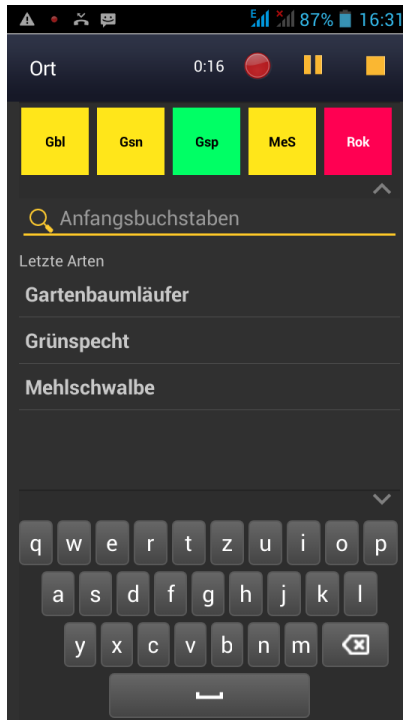 E 87% 16:31
Ort 0:16
Gbl Gsn Gsp MeS Rok
Anfangsbuchstaben
Letzte Arten
Gartenbaumläufer
Grünspecht
Mehlschwalbe
q w e r t z u i o p
a s d f g h j k l
y x c v b n m